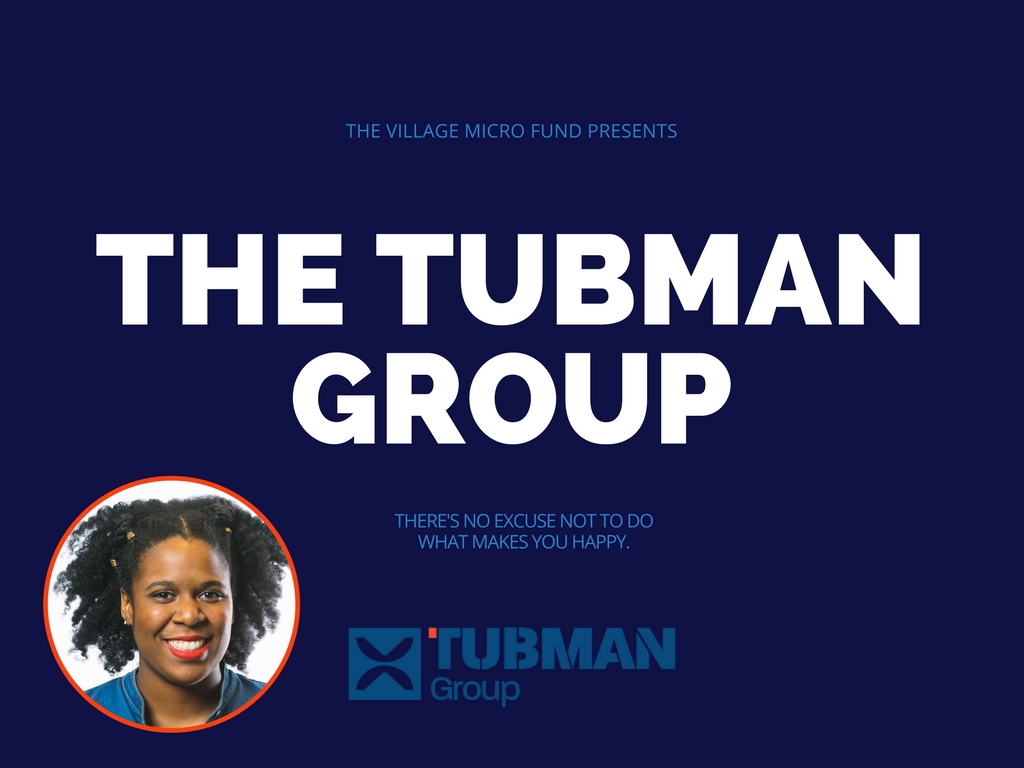 THE VILLAGE MICRO FUND PRESENTS
THE TUBMAN
GROUP
THERE'S NO EXCUSE NOT TO DO
WHAT MAKES YOU HAPPY.
TUBMAN
Group